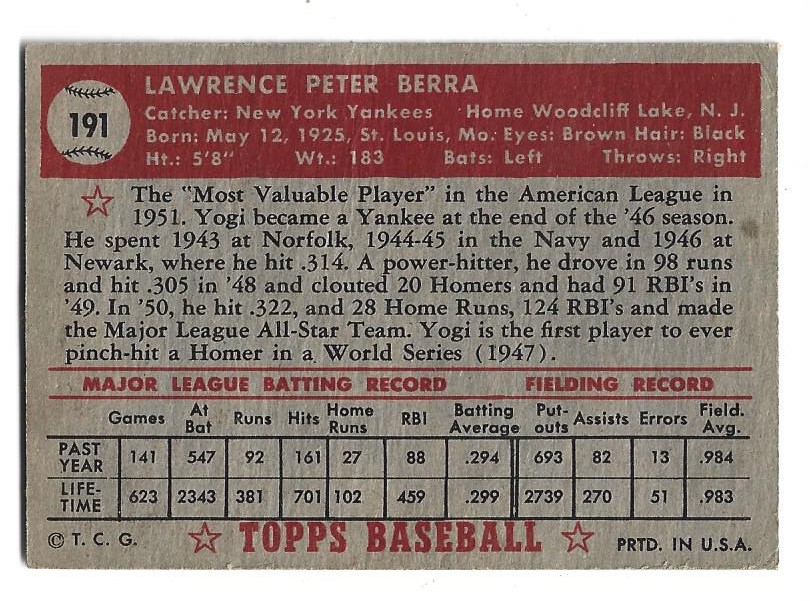 191
LAWRENCE PETER BERRA
Catcher: New York Yankees Home Woodcliff Lake, N. J.
Born: May 12, 1925, St. Louis, Mo. Eyes: Brown Hair: Black
Ht.: 5'8" Wt.: 183 Bats: Left Throws: Right
The "Most Valuable Player" in the American League in
1951. Yogi became a Yankee at the end of the '46 season.
He spent 1943 at Norfolk, 1944-45 in the Navy and 1946 at
Newark, where he hit .314. A power-hitter, he drove in 98 runs
and hit .305 in '48 and clouted 20 Homers and had 91 RBI's in
'49. In '50, he hit .322, and 28 Home Runs, 124 RBI's and made
the Major League All-Star Team. Yogi is the first player to ever
pinch-hit a Homer in a World Series (1947).
MAJOR LEAGUE BATTING RECORD FIELDING RECORD
Games At Bat Runs Hits Home Runs RBI Batting Average Put-outs Assists Errors Field. Avg.
PAST YEAR 141 547 92 161 27 88 .294 693 82 13 .984
LIFE-TIME 623 2343 381 701 102 459 .299 2739 270 51 .983
© T. C. G. TOPPS BASEBALL PRTD. IN U.S.A.